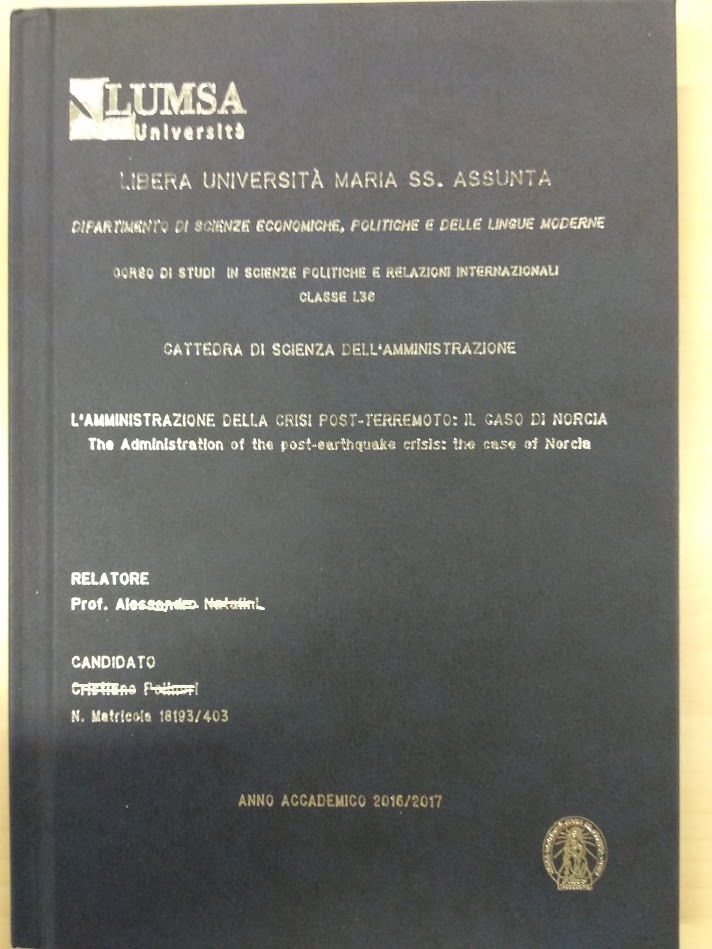 LUMSA
Università
LIBERA UNIVERSITÀ MARIA SS. ASSUNTA
DIPARTIMENTO DI SCIENZE ECONOMICHE, POLITICHE E DELLE LINGUE MODERNE
CORSO DI STUDI IN SCIENZE POLITICHE E RELAZIONI INTERNAZIONALI
CLASSE L36
CATTEDRA DI SCIENZA DELL'AMMINISTRAZIONE
L'AMMINISTRAZIONE DELLA CRISI POST-TERREMOTO: IL CASO DI NORCIA
The Administration of the post-earthquake crisis: the case of Norcia
RELATORE
Prof. Alessandro
CANDIDATO
N. Matricola 18193/403
ANNO ACCADEMICO 2016/2017